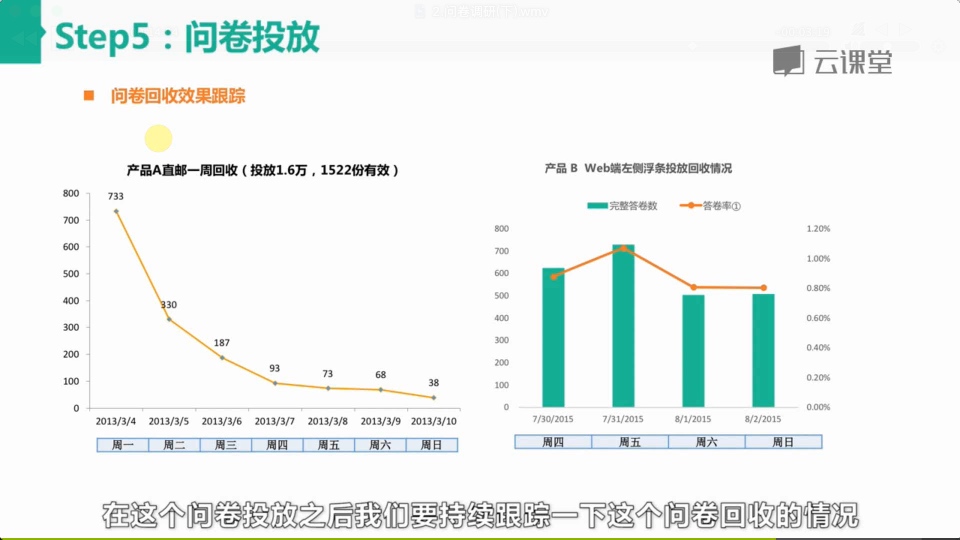 Step5：问卷投放
云课堂
问卷回收效果跟踪
产品A直邮一周回收（投放1.6万，1522份有效）
800
700
600
500
400
300
200
100
0
733
330
187
93
73
68
38
2013/3/4 2013/3/5 2013/3/6 2013/3/7 2013/3/8 2013/3/9 2013/3/10
周一 周二 周三 周四 周五 周六 周日
产品 B Web端左侧浮条投放回收情况
完整答卷数 答卷率①
800
700
600
500
400
300
200
100
0
1.20%
1.00%
0.80%
0.60%
0.40%
0.20%
0.00%
7/30/2015 7/31/2015 8/1/2015 8/2/2015
周四 周五 周六 周日
在这个问卷投放之后我们要持续跟踪一下这个问卷回收的情况